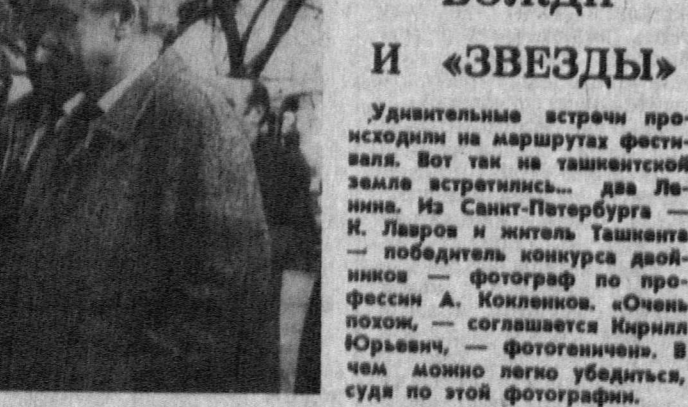 ВОЖДИ
И «ЗВЕЗДЫ»
Удивительные встречи про-
исходили на маршрутах фести-
валя. Вот так на ташкентской
земле встретились... два Ле-
нина. Из Санкт-Петербурга —
К. Лавров и житель Ташкента
— победитель конкурса двой-
ников — фотограф по про-
фессии А. Кокленков. «Очень
похож, — соглашается Кирилл
Юрьевич, — фотогеничен». В
чем можно легко убедиться,
судя по этой фотографии.